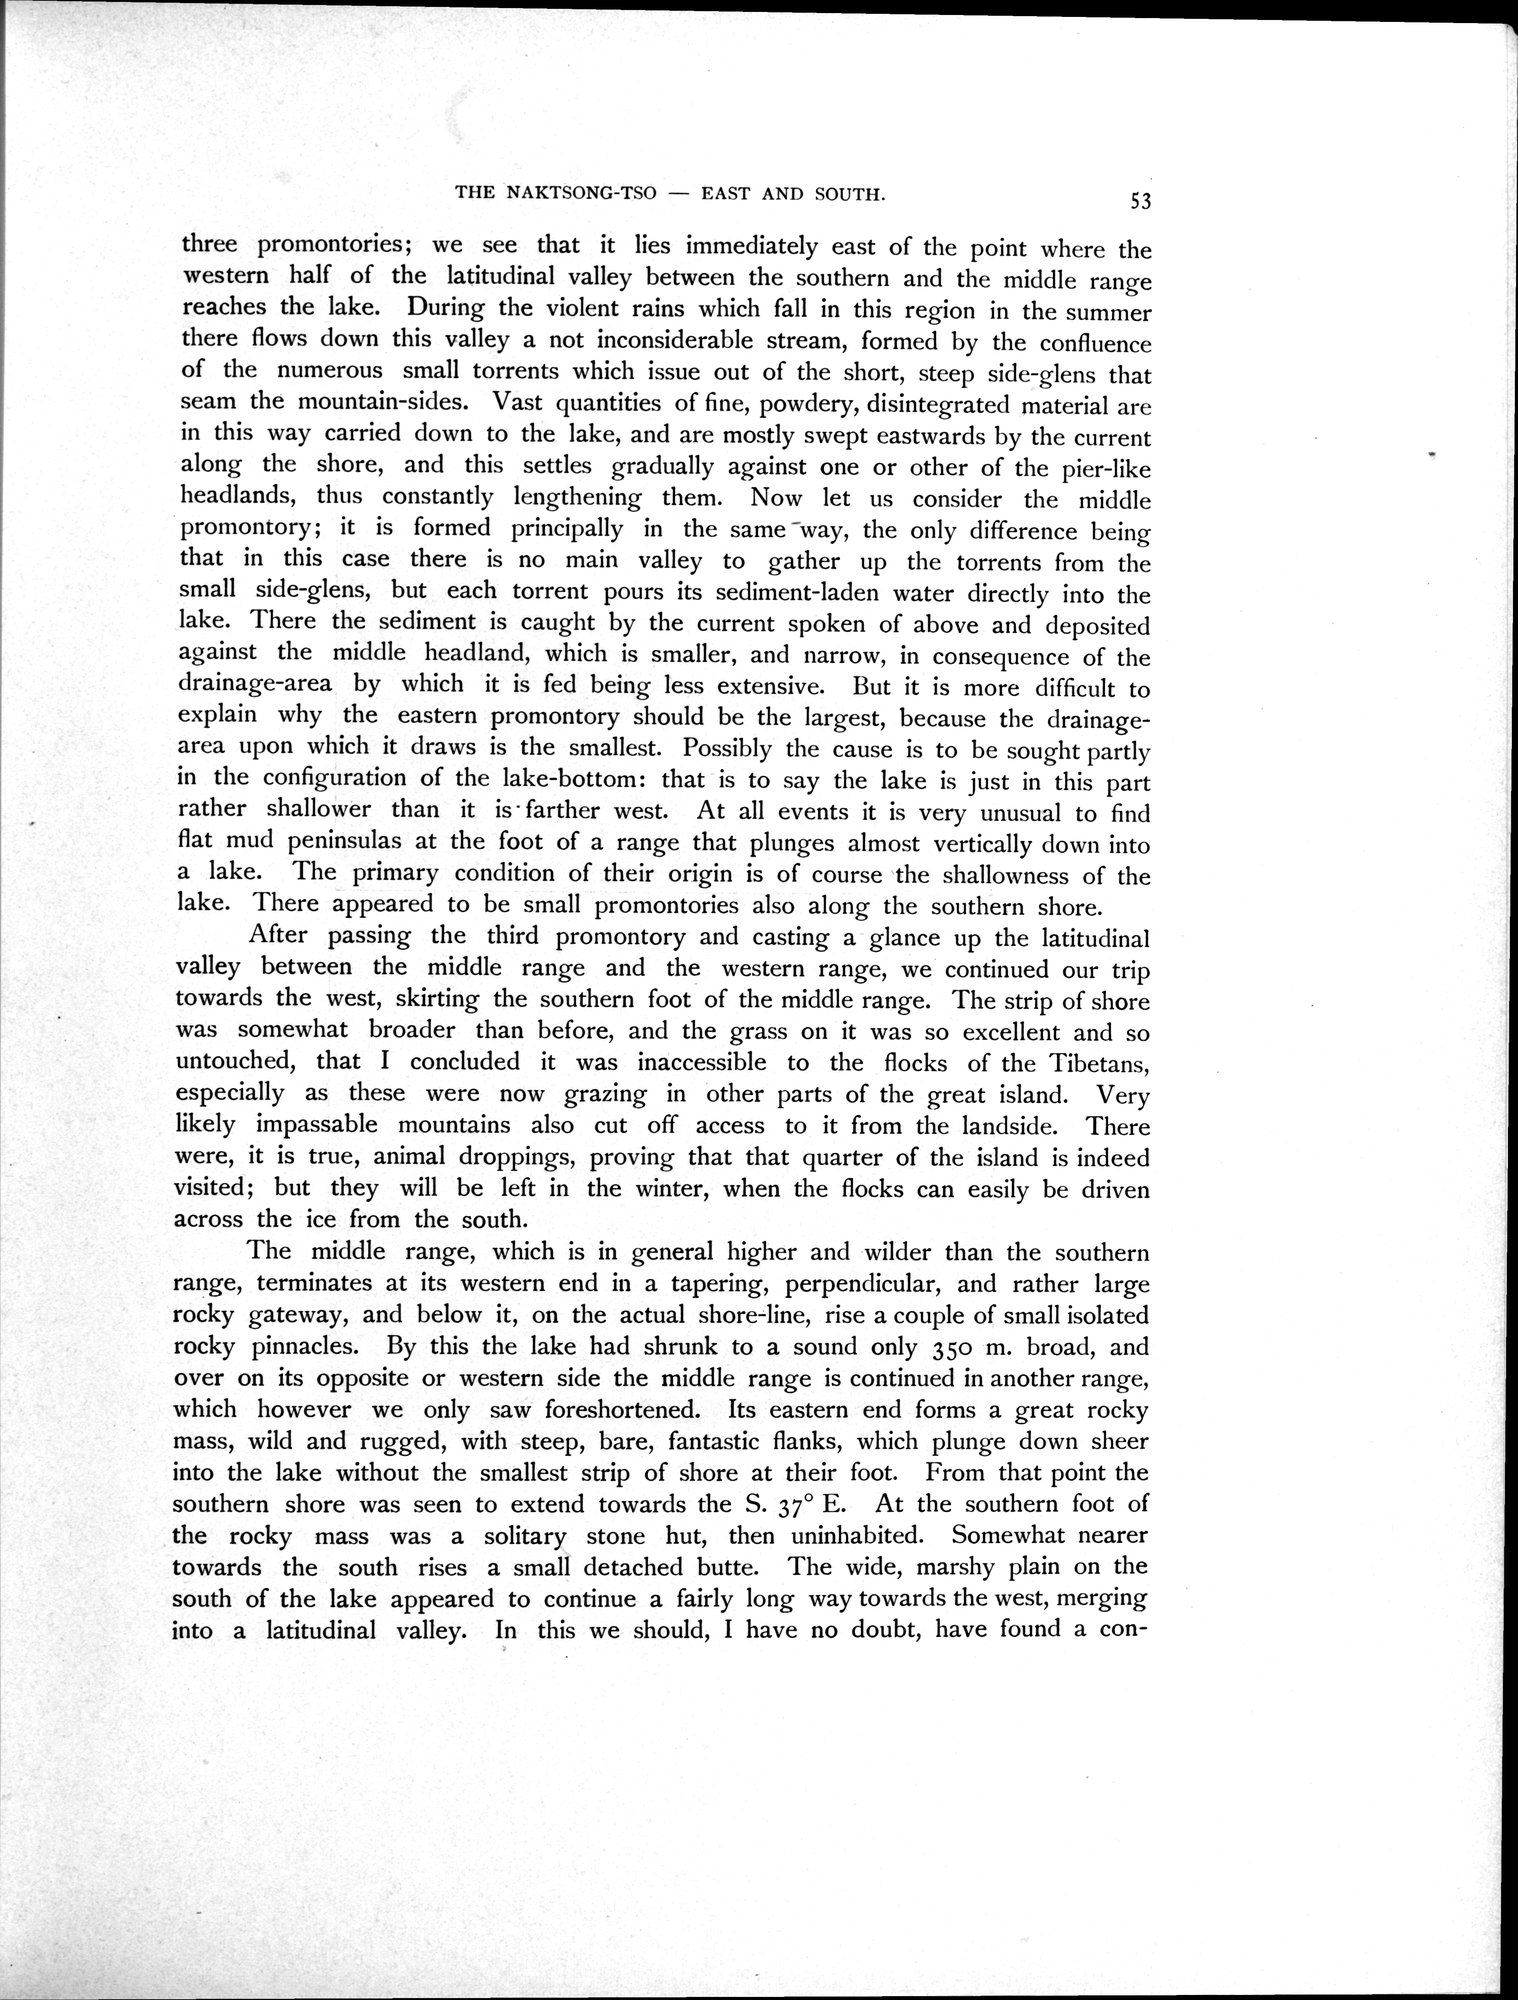 THE NAKTSONG-TSO — EAST AND SOUTH.
53
three promontories; we see that it lies immediately east of the point where the
western half of the latitudinal valley between the southern and the middle range
reaches the lake. During the violent rains which fall in this region in the summer
there flows down this valley a not inconsiderable stream, formed by the confluence
of the numerous small torrents which issue out of the short, steep side-glens that
seam the mountain-sides. Vast quantities of fine, powdery, disintegrated material are
in this way carried down to the lake, and are mostly swept eastwards by the current
along the shore, and this settles gradually against one or other of the pier-like
headlands, thus constantly lengthening them. Now let us consider the middle
promontory; it is formed principally in the same way, the only difference being
that in this case there is no main valley to gather up the torrents from the
small side-glens, but each torrent pours its sediment-laden water directly into the
lake. There the sediment is caught by the current spoken of above and deposited
against the middle headland, which is smaller, and narrow, in consequence of the
drainage-area by which it is fed being less extensive. But it is more difficult to
explain why the eastern promontory should be the largest, because the drainage-
area upon which it draws is the smallest. Possibly the cause is to be sought partly
in the configuration of the lake-bottom: that is to say the lake is just in this part
rather shallower than it is farther west. At all events it is very unusual to find
flat mud peninsulas at the foot of a range that plunges almost vertically down into
a lake. The primary condition of their origin is of course the shallowness of the
lake. There appeared to be small promontories also along the southern shore.
After passing the third promontory and casting a glance up the latitudinal
valley between the middle range and the western range, we continued our trip
towards the west, skirting the southern foot of the middle range. The strip of shore
was somewhat broader than before, and the grass on it was so excellent and so
untouched, that I concluded it was inaccessible to the flocks of the Tibetans,
especially as these were now grazing in other parts of the great island. Very
likely impassable mountains also cut off access to it from the landside. There
were, it is true, animal droppings, proving that that quarter of the island is indeed
visited; but they will be left in the winter, when the flocks can easily be driven
across the ice from the south.
The middle range, which is in general higher and wilder than the southern
range, terminates at its western end in a tapering, perpendicular, and rather large
rocky gateway, and below it, on the actual shore-line, rise a couple of small isolated
rocky pinnacles. By this the lake had shrunk to a sound only 350 m. broad, and
over on its opposite or western side the middle range is continued in another range,
which however we only saw foreshortened. Its eastern end forms a great rocky
mass, wild and rugged, with steep, bare, fantastic flanks, which plunge down sheer
into the lake without the smallest strip of shore at their foot. From that point the
southern shore was seen to extend towards the S. 37° E. At the southern foot of
the rocky mass was a solitary stone hut, then uninhabited. Somewhat nearer
towards the south rises a small detached butte. The wide, marshy plain on the
south of the lake appeared to continue a fairly long way towards the west, merging
into a latitudinal valley. In this we should, I have no doubt, have found a con-